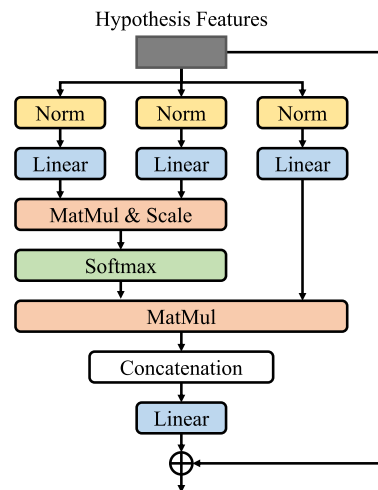 Hypothesis Features
Norm Norm Norm
Linear Linear Linear
MatMul & Scale
Softmax
MatMul
Concatenation
Linear